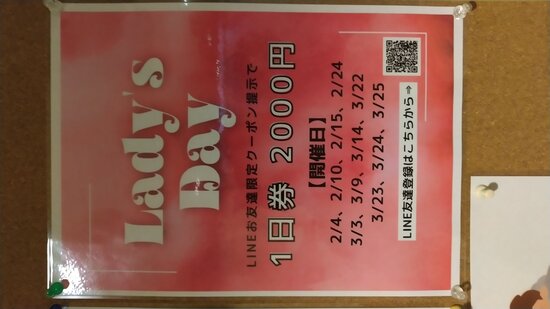 Lady's
Day
LINEお友達限定クーポン提示で
1日券 2000円
【開催日】
2/4、2/10、2/15、2/24
3/3、3/9、3/14、3/22
3/23、3/24、3/25
LINE友達登録はこちらから→